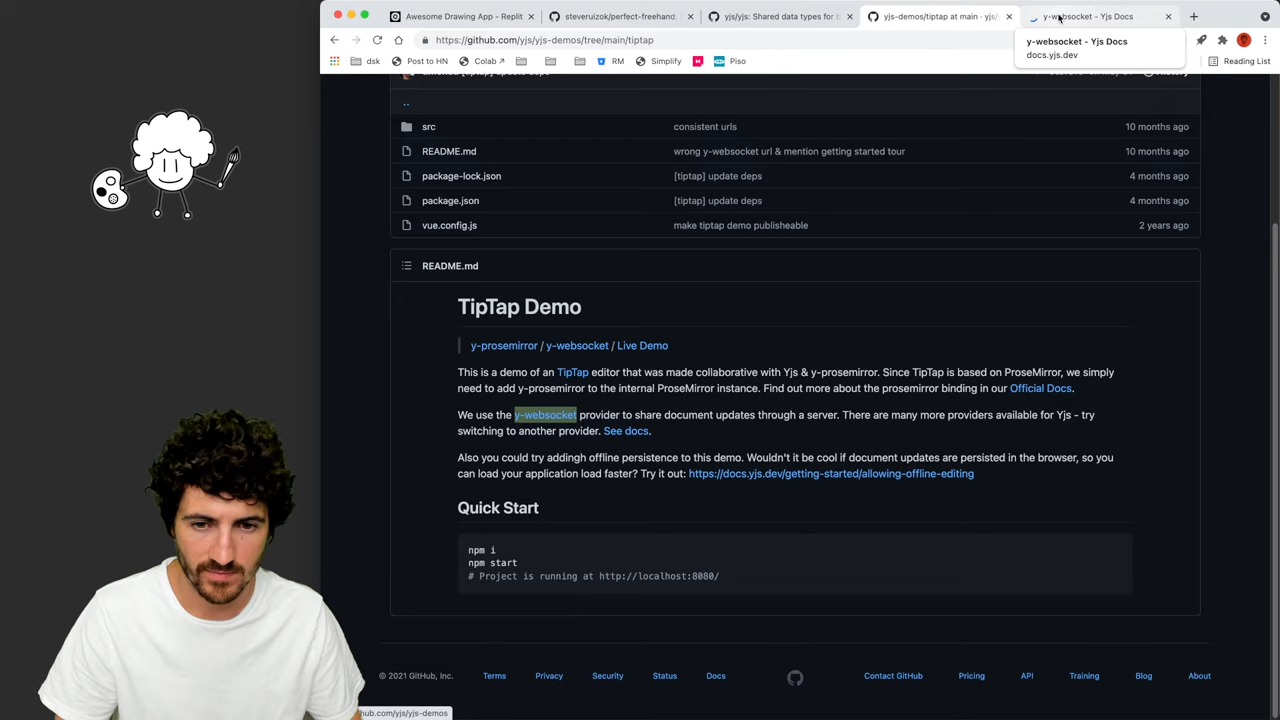 Awesome Drawing App - Replit
steveruizok/perfect-freehand:
yjs/yjs: Shared data types for b
yjs-demos/tiptap at main · yjs/
y-websocket - Yjs Docs
https://github.com/yjs/yjs-demos/tree/main/tiptap
y-websocket - Yjs Docs
docs.yjs.dev
dsk
Post to HN
Colab
RM
Simplify
Piso
Reading List
[tiptap] update deps
..
src consistent urls 10 months ago
README.md wrong y-websocket url & mention getting started tour 10 months ago
package-lock.json [tiptap] update deps 4 months ago
package.json [tiptap] update deps 4 months ago
vue.config.js make tiptap demo publisheable 2 years ago
README.md
TipTap Demo
y-prosemirror / y-websocket / Live Demo
This is a demo of an TipTap editor that was made collaborative with Yjs & y-prosemirror. Since TipTap is based on ProseMirror, we simply
need to add y-prosemirror to the internal ProseMirror instance. Find out more about the prosemirror binding in our Official Docs.
We use the y-websocket provider to share document updates through a server. There are many more providers available for Yjs - try
switching to another provider. See docs.
Also you could try addingh offline persistence to this demo. Wouldn't it be cool if document updates are persisted in the browser, so you
can load your application load faster? Try it out: https://docs.yjs.dev/getting-started/allowing-offline-editing
Quick Start
npm i
npm start
# Project is running at http://localhost:8080/
© 2021 GitHub, Inc.
Terms
Privacy
Security
Status
Docs
Contact GitHub
Pricing
API
Training
Blog
About
hub.com/yjs/yjs-demos